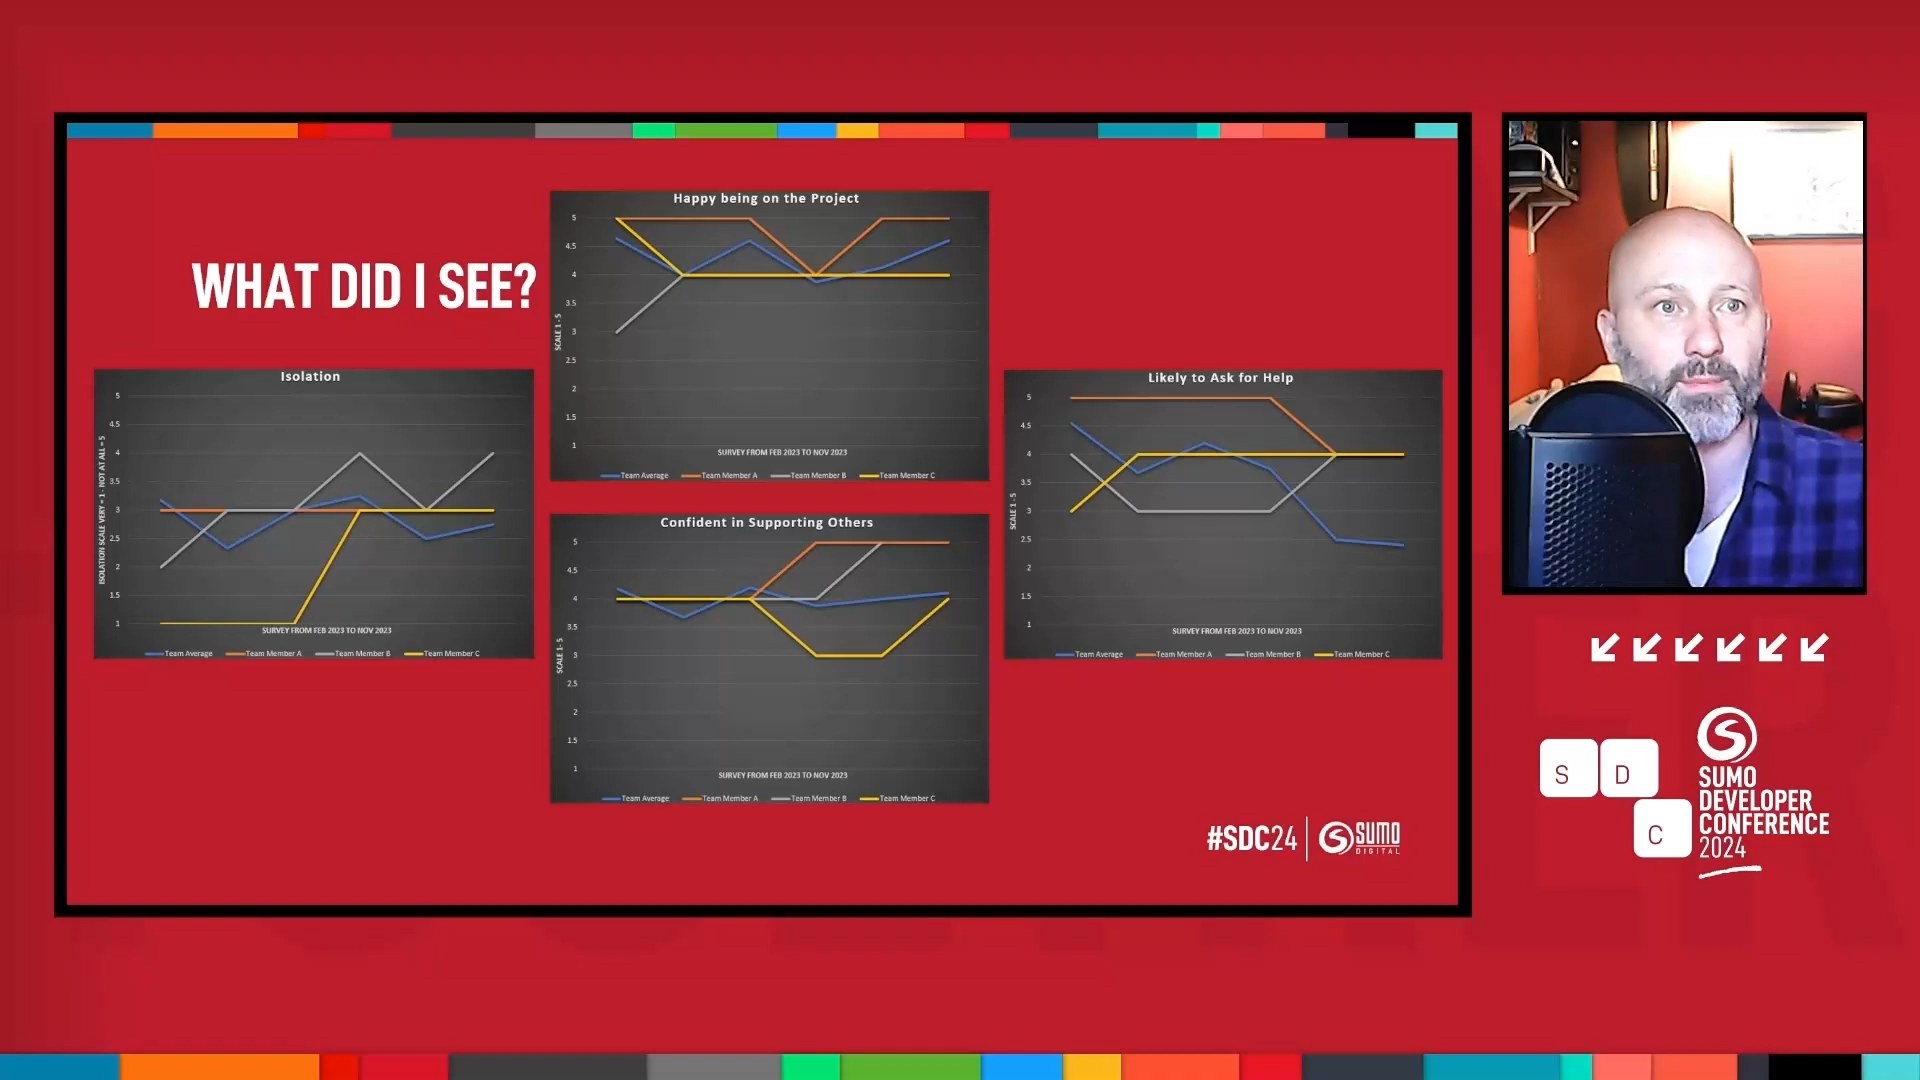 WHAT DID I SEE?
Happy being on the Project
5
4.5
4
3.5
3
2.5
2
1.5
1
SCALE 1 - 5
SURVEY FROM FEB 2023 TO NOV 2023
Team Average Team Member A Team Member B Team Member C
Isolation
5
4.5
4
3.5
3
2.5
2
1.5
1
ISOLATION SCALE VERY = 1 - NOT AT ALL = 5
SURVEY FROM FEB 2023 TO NOV 2023
Team Average Team Member A Team Member B Team Member C
Confident in Supporting Others
5
4.5
4
3.5
3
2.5
2
1.5
1
SCALE 1- 5
SURVEY FROM FEB 2023 TO NOV 2023
Team Average Team Member A Team Member B Team Member C
Likely to Ask for Help
5
4.5
4
3.5
3
2.5
2
1.5
1
SCALE 1 - 5
SURVEY FROM FEB 2023 TO NOV 2023
Team Average Team Member A Team Member B Team Member C
#SDC24
SUMO
DIGITAL
S D
C
SUMO
DEVELOPER
CONFERENCE
2024